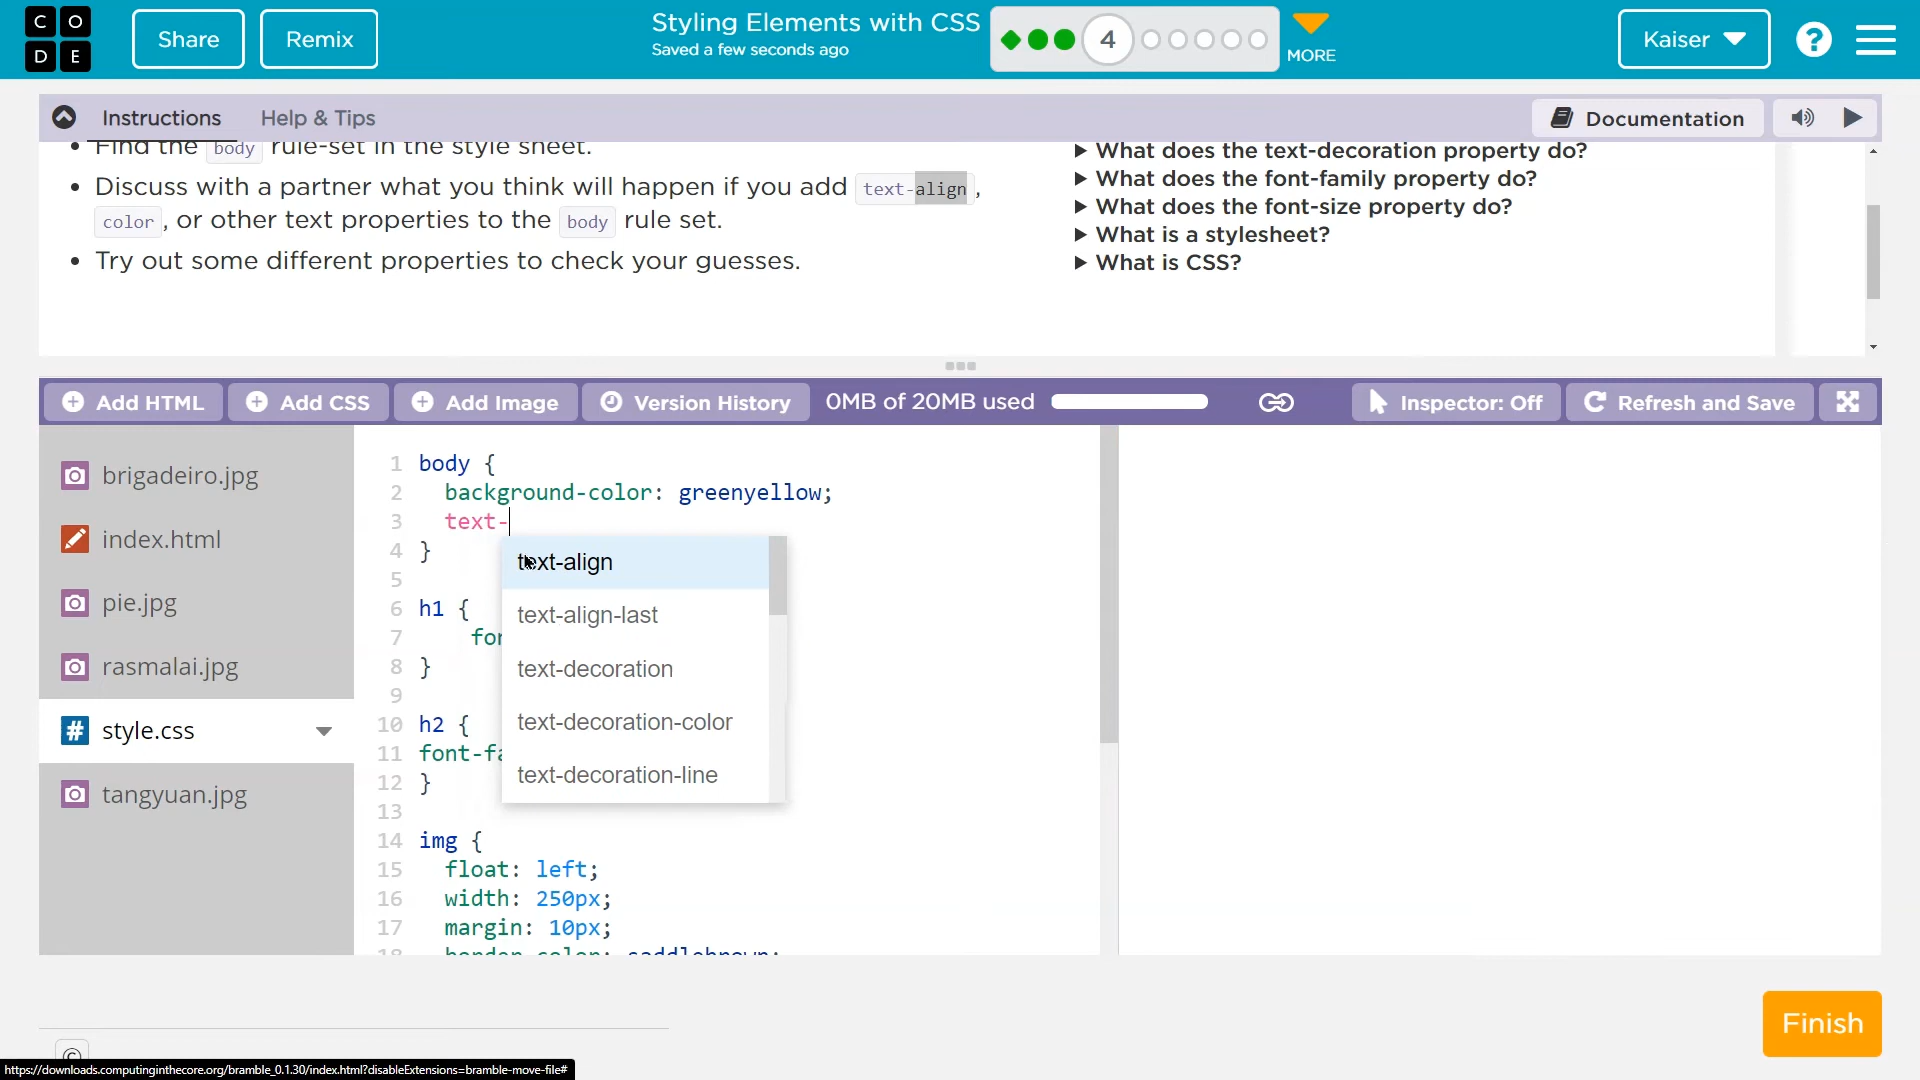 C O
D E
Share
Remix
Styling Elements with CSS
Saved a few seconds ago
4
MORE
Kaiser
?
Instructions
Help & Tips
Documentation
Find the body rule-set in the style sheet.
Discuss with a partner what you think will happen if you add text-align,
color, or other text properties to the body rule set.
Try out some different properties to check your guesses.
What does the text-decoration property do?
What does the font-family property do?
What does the font-size property do?
What is a stylesheet?
What is CSS?
Add HTML
Add CSS
Add Image
Version History
0MB of 20MB used
Inspector: Off
Refresh and Save
brigadeiro.jpg
index.html
pie.jpg
rasmalai.jpg
# style.css
tangyuan.jpg
1 body {
2 background-color: greenyellow;
3 text-
4 }
5
6 h1 {
7 fon
8 }
9
10 h2 {
11 font-fa
12 }
13
14 img {
15 float: left;
16 width: 250px;
17 margin: 10px;
18 border-color: saddlebrown;
text-align
text-align-last
text-decoration
text-decoration-color
text-decoration-line
Finish
©
https://downloads.computinginthecore.org/bramble_0.1.30/index.html?disableExtensions=bramble-move-file#